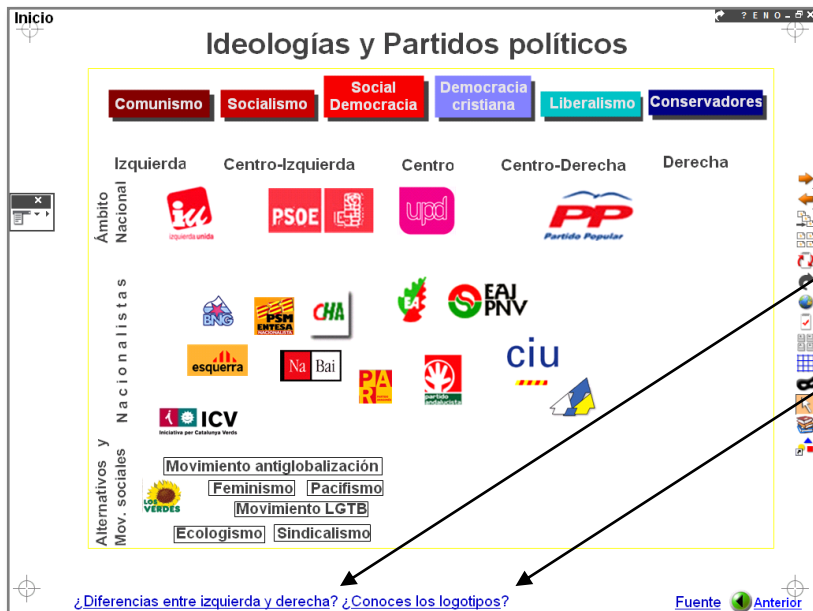 Inicio
? E N O
Ideologías y Partidos políticos
Comunismo
Socialismo
Social
Democracia
Democracia
cristiana
Liberalismo
Conservadores
Izquierda
Centro-Izquierda
Centro
Centro-Derecha
Derecha
Ámbito
Nacional
iu
izquierda unida
PSOE
upd
PP
Partido Popular
Nacionalistas
BNG
PSM
ENTESA
NACIONALISTA
CHA
EA
EAJ
PNV
esquerra
Na Bai
PAR
partido
andalucista
ciu
ICV
Iniciativa per Catalunya Verds
Alternativos y
Mov. sociales
LOS
VERDES
Movimiento antiglobalización
Feminismo
Pacifismo
Movimiento LGTB
Ecologismo
Sindicalismo
¿Diferencias entre izquierda y derecha? ¿Conoces los logotipos?
Fuente
Anterior